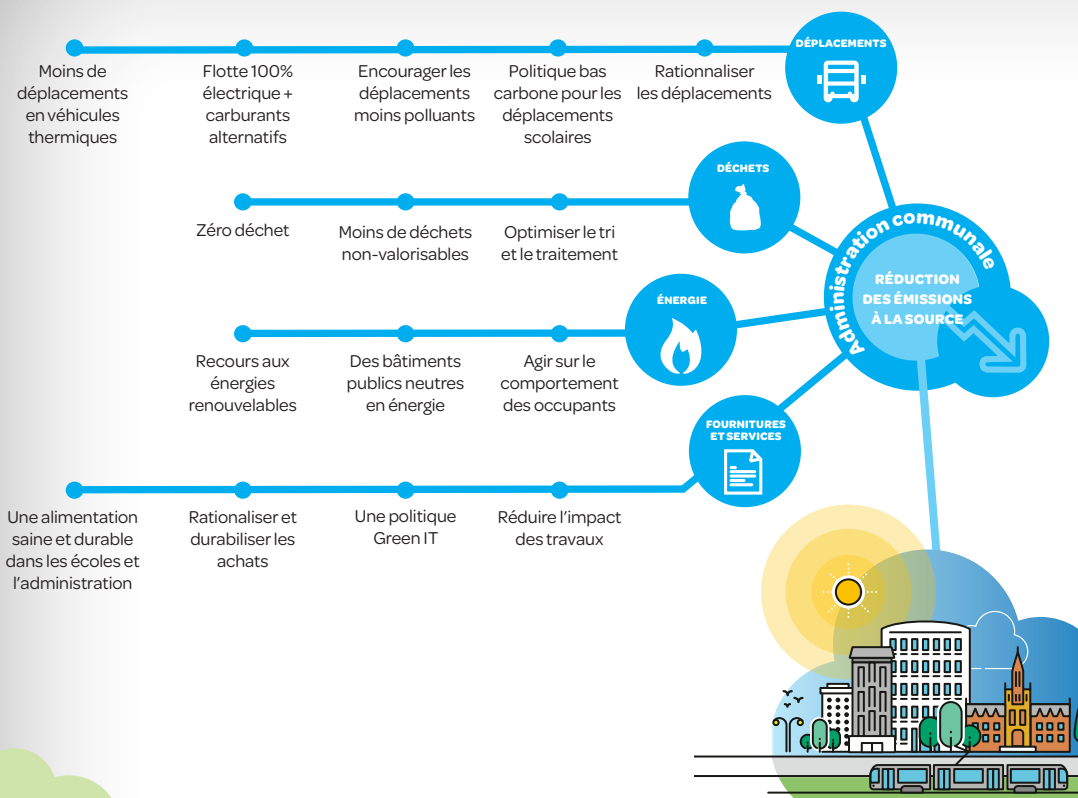 DÉPLACEMENTS
Moins de
déplacements
en véhicules
thermiques
Flotte 100%
électrique +
carburants
alternatifs
Encourager les
déplacements
moins polluants
Politique bas
carbone pour les
déplacements
scolaires
Rationnaliser
les déplacements
DÉCHETS
Zéro déchet
Moins de déchets
non-valorisables
Optimiser le tri
et le traitement
Administration communale
RÉDUCTION
DES ÉMISSIONS
À LA SOURCE
ÉNERGIE
Recours aux
énergies
renouvelables
Des bâtiments
publics neutres
en énergie
Agir sur le
comportement
des occupants
FOURNITURES
ET SERVICES
Une alimentation
saine et durable
dans les écoles et
l’administration
Rationaliser et
durabiliser les
achats
Une politique
Green IT
Réduire l’impact
des travaux